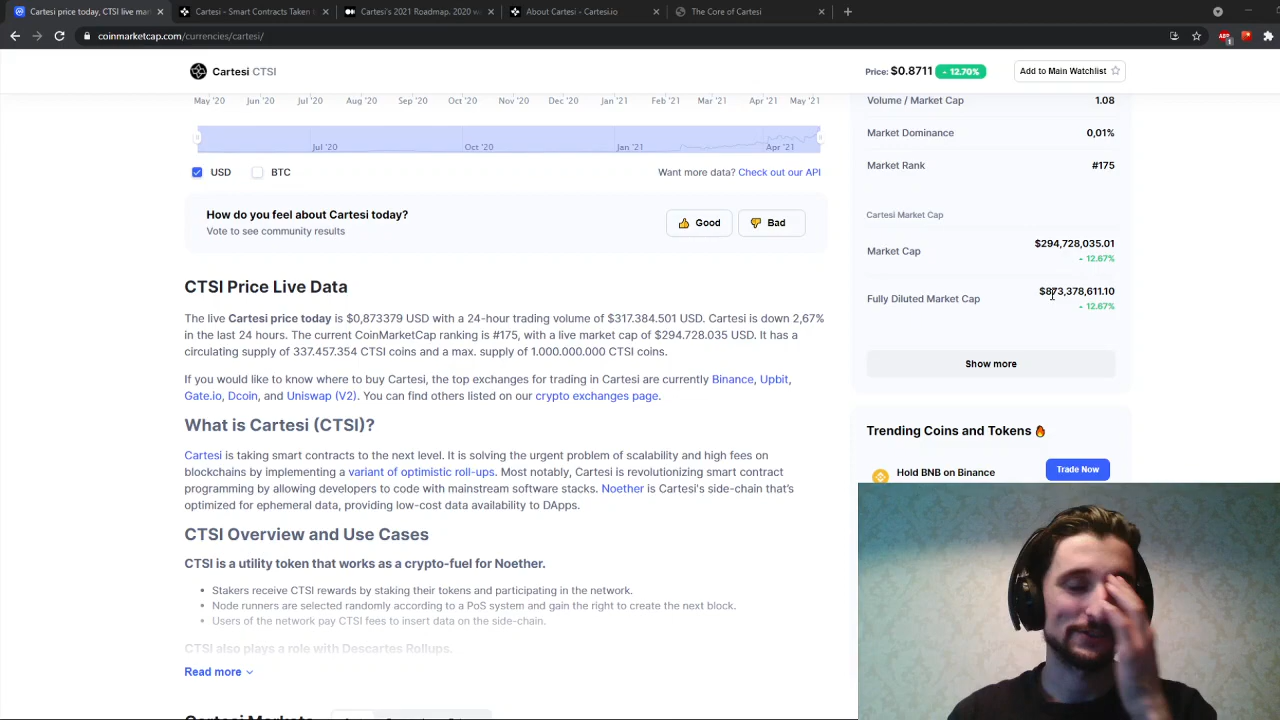 Cartesi price today, CTSI live mar
Cartesi - Smart Contracts Taken t
Cartesi's 2021 Roadmap. 2020 wa
About Cartesi - Cartesi.io
The Core of Cartesi
coinmarketcap.com/currencies/cartesi/
Cartesi CTSI
Price: $0.8711 12.70%
Add to Main Watchlist
May '20 Jun '20 Jul '20 Aug '20 Sep '20 Oct '20 Nov '20 Dec '20 Jan '21 Feb '21 Mar '21 Apr '21 May '21
Jul '20 Oct '20 Jan '21 Apr '21
USD BTC
Want more data? Check out our API
How do you feel about Cartesi today?
Vote to see community results
Good Bad
CTSI Price Live Data
The live Cartesi price today is $0,873379 USD with a 24-hour trading volume of $317.384.501 USD. Cartesi is down 2,67%
in the last 24 hours. The current CoinMarketCap ranking is #175, with a live market cap of $294.728.035 USD. It has a
circulating supply of 337.457.354 CTSI coins and a max. supply of 1.000.000.000 CTSI coins.
If you would like to know where to buy Cartesi, the top exchanges for trading in Cartesi are currently Binance, Upbit,
Gate.io, Dcoin, and Uniswap (V2). You can find others listed on our crypto exchanges page.
What is Cartesi (CTSI)?
Cartesi is taking smart contracts to the next level. It is solving the urgent problem of scalability and high fees on
blockchains by implementing a variant of optimistic roll-ups. Most notably, Cartesi is revolutionizing smart contract
programming by allowing developers to code with mainstream software stacks. Noether is Cartesi's side-chain that's
optimized for ephemeral data, providing low-cost data availability to DApps.
CTSI Overview and Use Cases
CTSI is a utility token that works as a crypto-fuel for Noether.
• Stakers receive CTSI rewards by staking their tokens and participating in the network.
• Node runners are selected randomly according to a PoS system and gain the right to create the next block.
• Users of the network pay CTSI fees to insert data on the side-chain.
CTSI also plays a role with Descartes Rollups.
Read more
Volume / Market Cap 1.08
Market Dominance 0,01%
Market Rank #175
Cartesi Market Cap
Market Cap $294,728,035.01
12.67%
Fully Diluted Market Cap $873,378,611.10
12.67%
Show more
Trending Coins and Tokens
Hold BNB on Binance
Trade Now